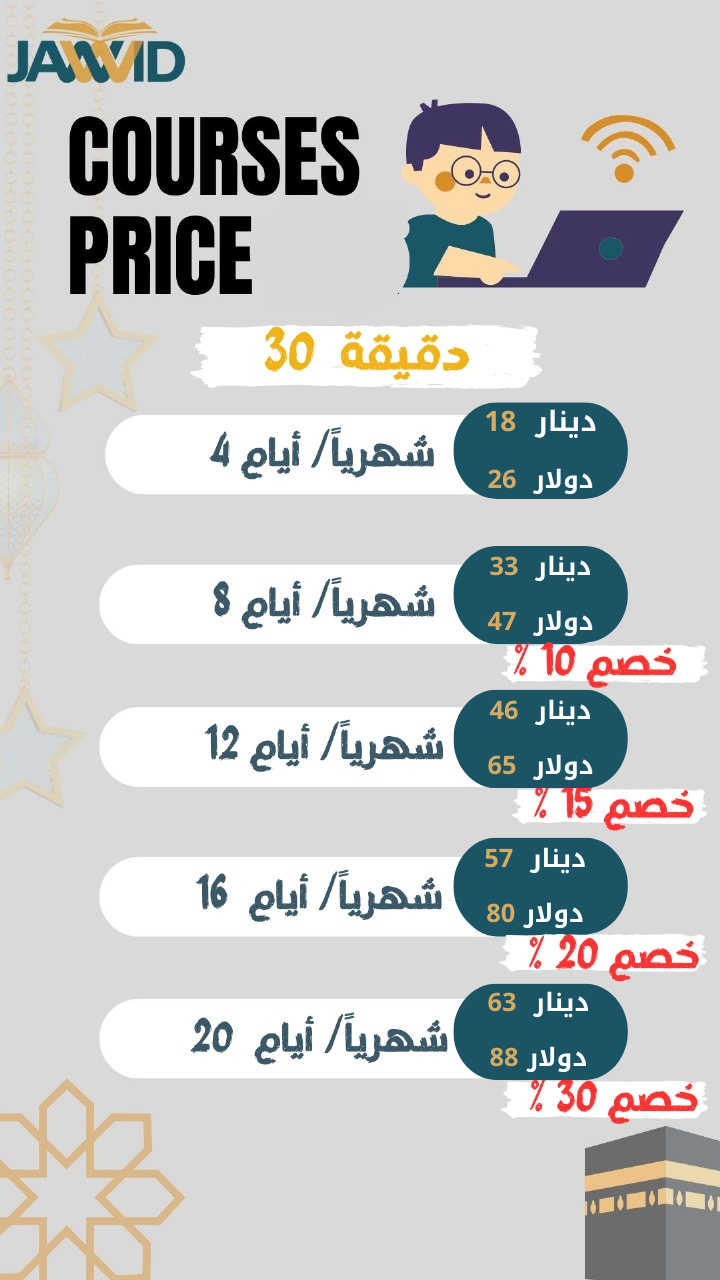 JAWWID
COURSES
PRICE
30 دقيقة
4 أيام /شهرياً
18 دينار
26 دولار
8 أيام /شهرياً
33 دينار
47 دولار
خصم 10 %
12 أيام /شهرياً
46 دينار
65 دولار
خصم 15 %
16 أيام /شهرياً
57 دينار
80 دولار
خصم 20 %
20 أيام /شهرياً
63 دينار
88 دولار
خصم 30 %